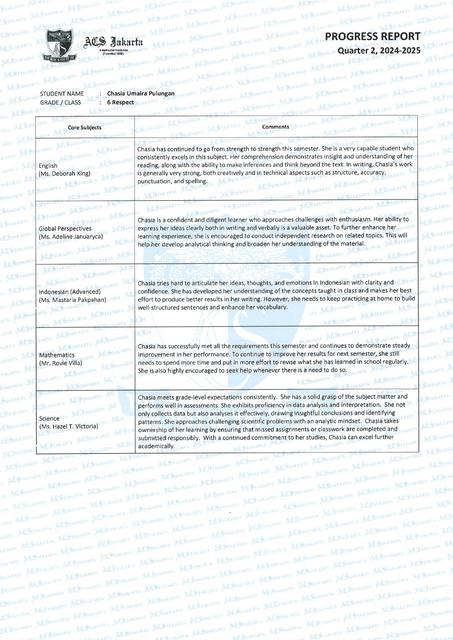 ACS Jakarta
PROGRESS REPORT
Quarter 2, 2024-2025
STUDENT NAME : Chasia Umaira Pulungan
GRADE / CLASS : 6 Respect
Core Subjects
Comments
English
(Ms. Deborah King)
Chasia has continued to go from strength to strength this semester. She is a very capable student who
consistently excels in this subject. Her comprehension demonstrates insight and understanding of her
reading, along with the ability to make inferences and think beyond the text. In writing, Chasia's work
is generally very strong, both creatively and in technical aspects such as structure, accuracy,
punctuation, and spelling.
Global Perspectives
(Ms. Adeline Januaryca)
Chasia is a confident and diligent learner who approaches challenges with enthusiasm. Her ability to
express her ideas clearly both in writing and verbally is a valuable asset. To further enhance her
learning experience, she is encouraged to conduct independent research on related topics. This will
help her develop analytical thinking and broaden her understanding of the material.
Indonesian (Advanced)
(Ms. Mastaria Pakpahan)
Chasia tries hard to articulate her ideas, thoughts, and emotions in Indonesian with clarity and
confidence. She has developed her understanding of the concepts taught in class and makes her best
effort to produce better results in her writing. However, she needs to keep practicing at home to build
well-structured sentences and enhance her vocabulary.
Mathematics
(Mr. Rovie Villa)
Chasia has successfully met all the requirements this semester and continues to demonstrate steady
improvement in her performance. To continue to improve her results for next semester, she still
needs to spend more time and put in more effort to revise what she has learned in school regularly.
She is also highly encouraged to seek help whenever there is a need to do so.
Science
(Ms. Hazel T. Victoria)
Chasia meets grade-level expectations consistently. She has a solid grasp of the subject matter and
performs well in assessments. She exhibits proficiency in data analysis and interpretation. She not
only collects data but also analyses it effectively, drawing insightful conclusions and identifying
patterns. She approaches challenging scientific problems with an analytic mindset. Chasia takes
ownership of her learning by ensuring that missed assignments or classwork are completed and
submitted responsibly. With a continued commitment to her studies, Chasia can excel further
academically.